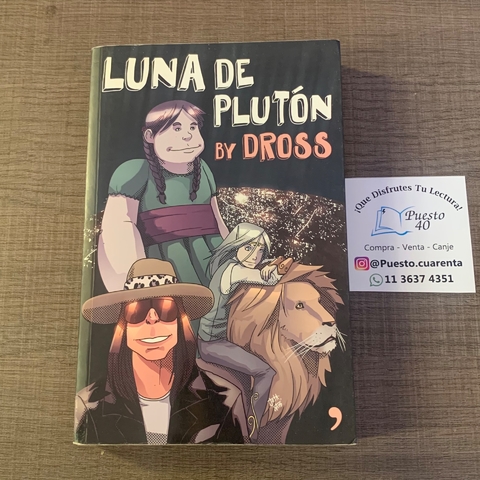 LUNA DE
PLUTÓN
BY DROSS
¡Que Disfrutes Tu Lectura!
Puesto
40
Compra - Venta - Canje
@Puesto.cuarenta
11 3637 4351